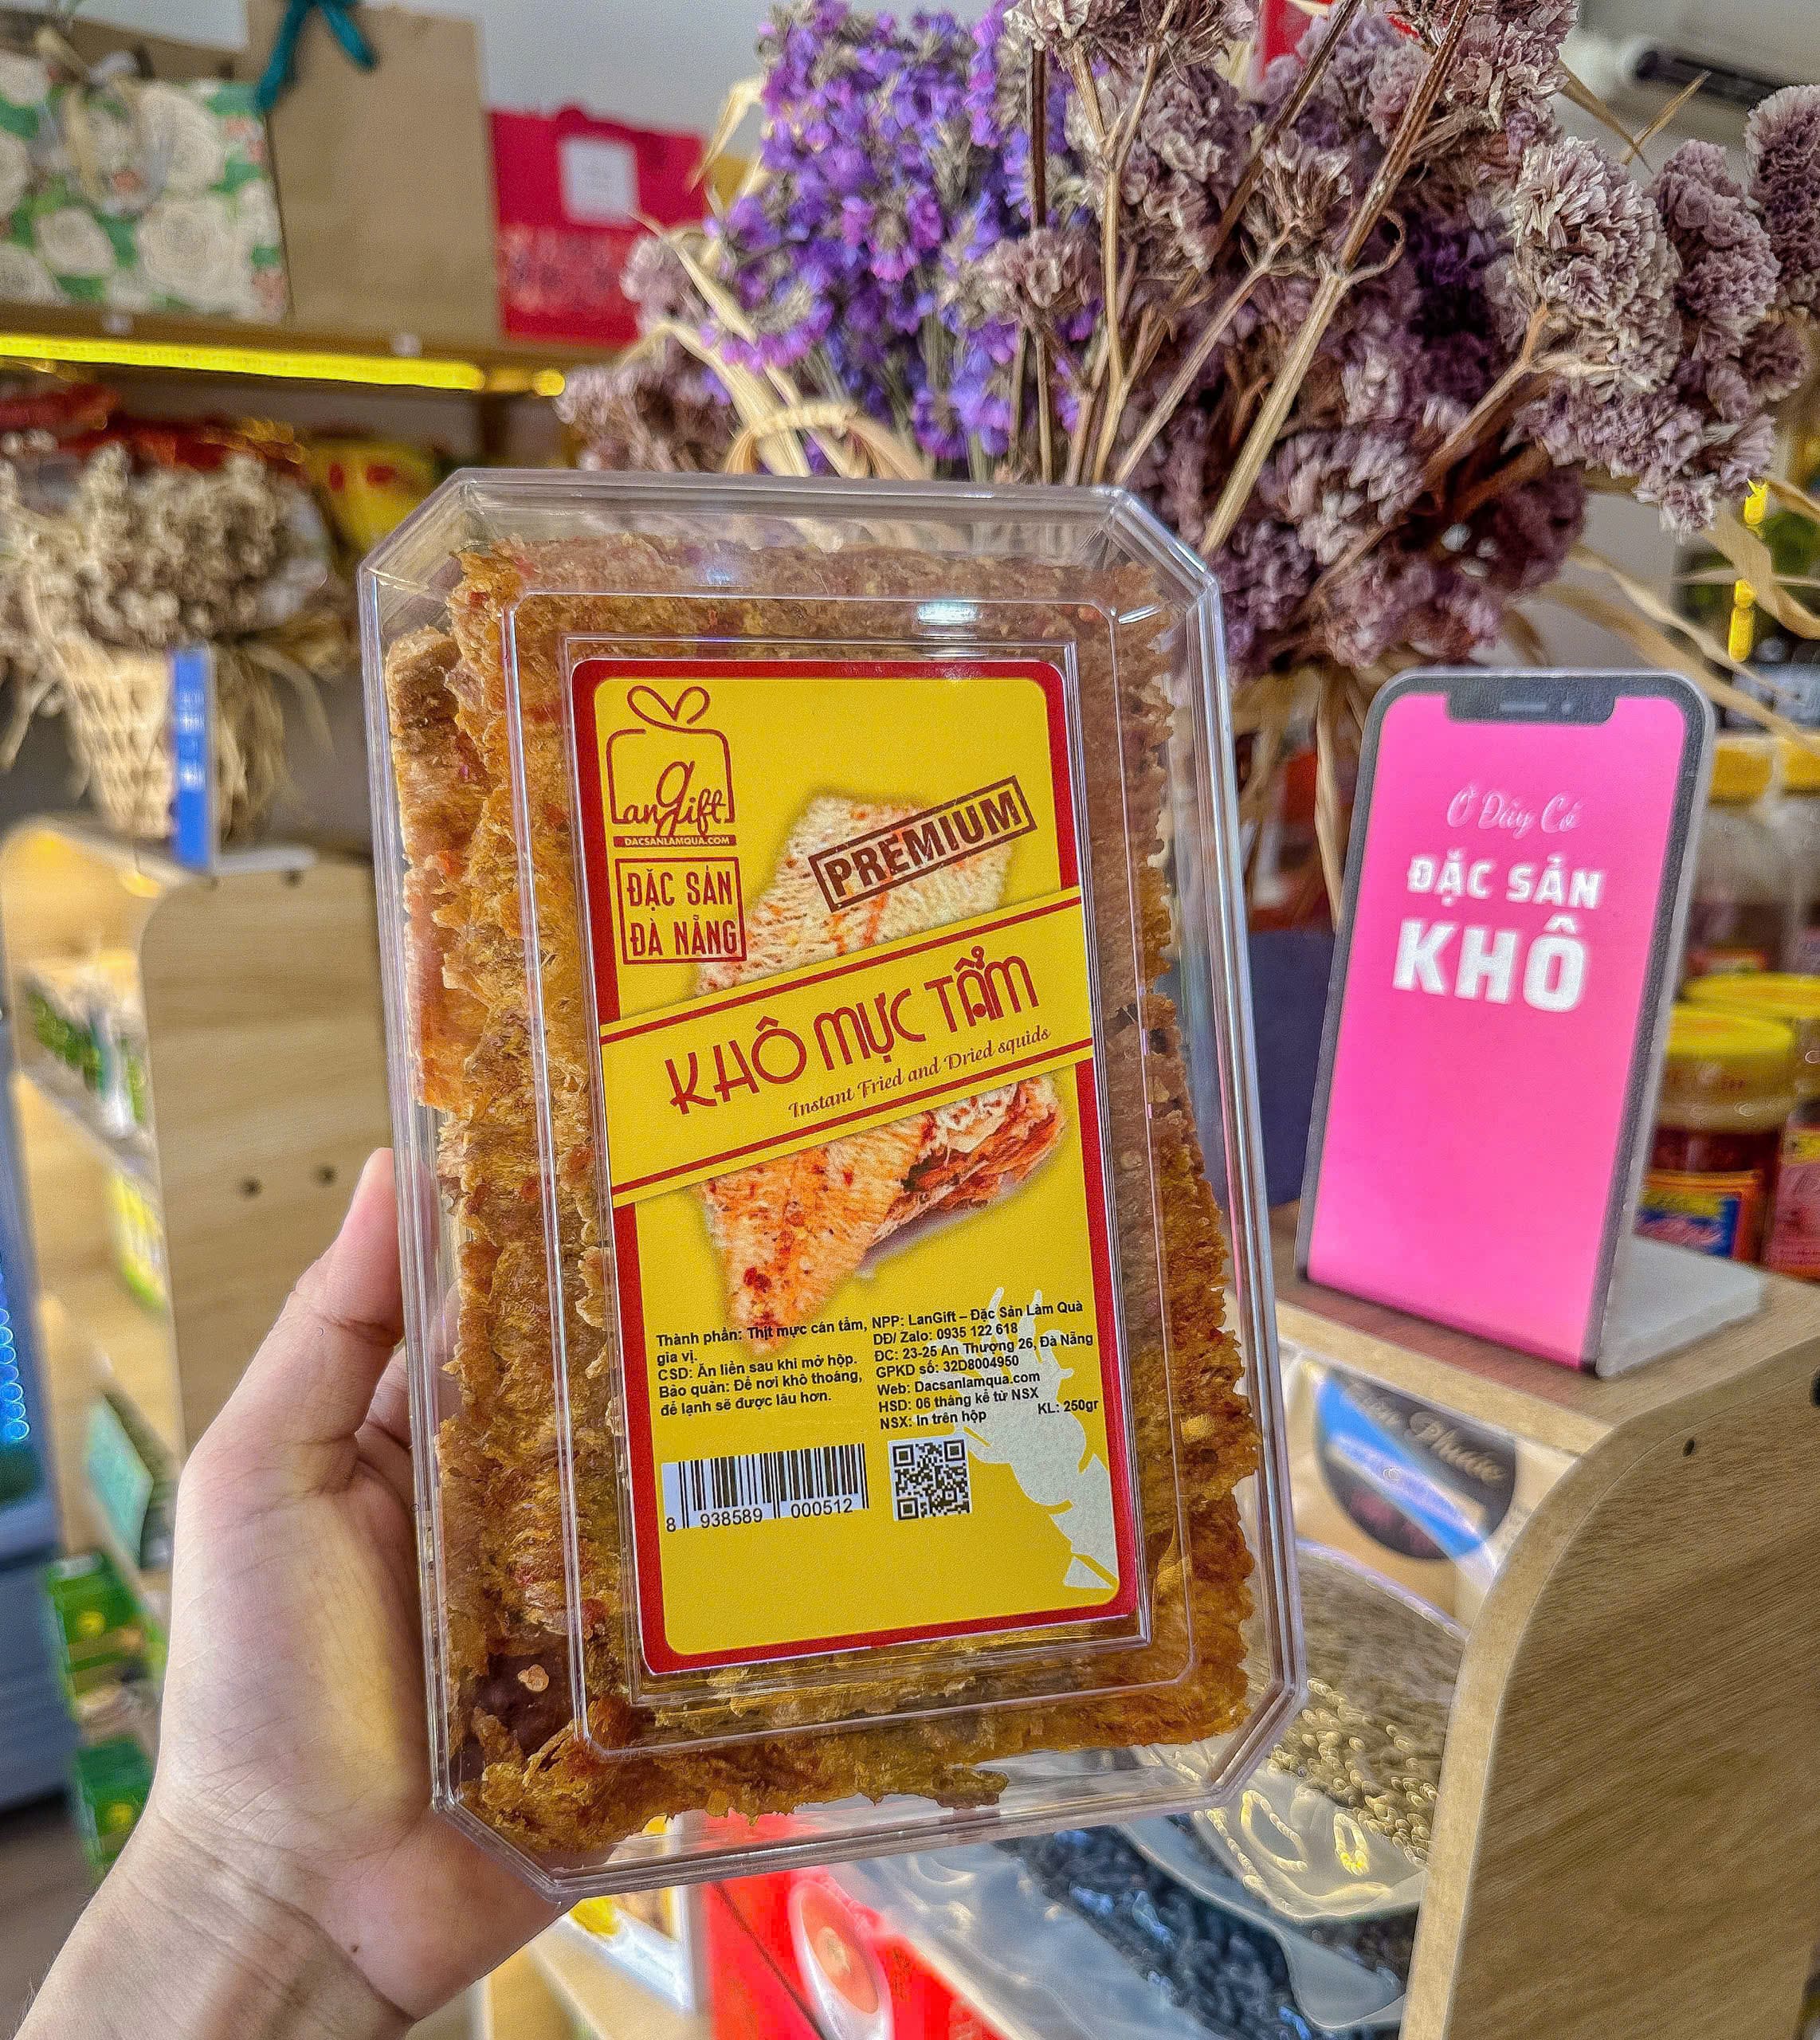 Lan gift
DACSANLAMQUA.COM
ĐẶC SẢN
ĐÀ NẴNG
PREMIUM
KHÔ MỰC TẨM
Instant Fried and Dried squids
Thành phần: Thịt mực cán tẩm,
gia vị.
CSD: Ăn liền sau khi mở hộp.
Bảo quản: Để nơi khô thoáng,
để lạnh sẽ được lâu hơn.
NPP: LanGift – Đặc Sản Làm Quà
DĐ/ Zalo: 0935 122 618
ĐC: 23-25 An Thượng 26, Đà Nẵng
GPKD số: 32D8004950
Web: Dacsanlamqua.com
HSD: 06 tháng kể từ NSX
NSX: In trên hộp
KL: 250gr
8 938589 000512
Ở Đây Có
ĐẶC SẢN
KHÔ